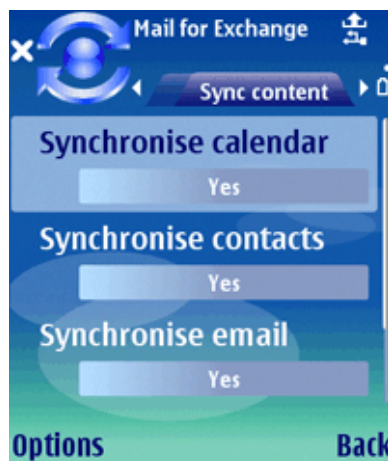 Mail for Exchange
Sync content
Synchronise calendar
Yes
Synchronise contacts
Yes
Synchronise email
Yes
Options Back